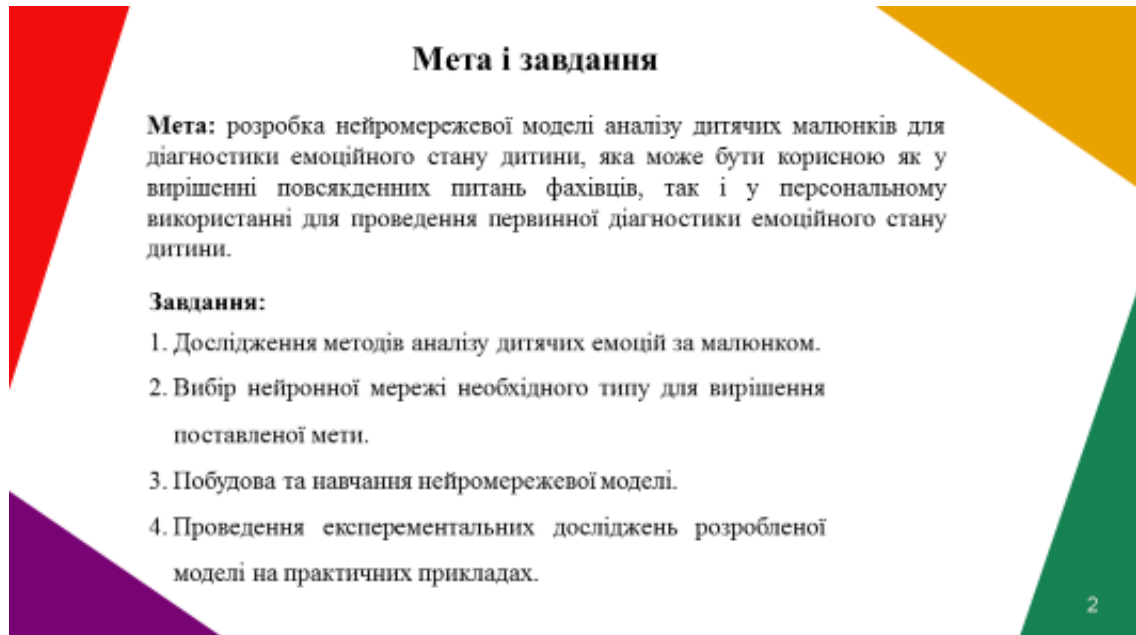 Мета і завдання
Мета: розробка нейромережевої моделі аналізу дитячих малюнків для
діагностики емоційного стану дитини, яка може бути корисною як у
вирішенні повсякденних питань фахівців, так і у персональному
використанні для проведення первинної діагностики емоційного стану
дитини.
Завдання:
1. Дослідження методів аналізу дитячих емоцій за малюнком.
2. Вибір нейронної мережі необхідного типу для вирішення
поставленої мети.
3. Побудова та навчання нейромережевої моделі.
4. Проведення експерементальних досліджень розробленої
моделі на практичних прикладах.
2